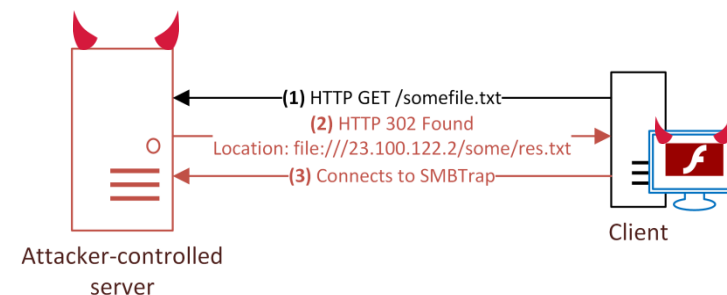 (1) HTTP GET /somefile.txt
(2) HTTP 302 Found
Location: file:///23.100.122.2/some/res.txt
(3) Connects to SMBTrap
Client
Attacker-controlled
server